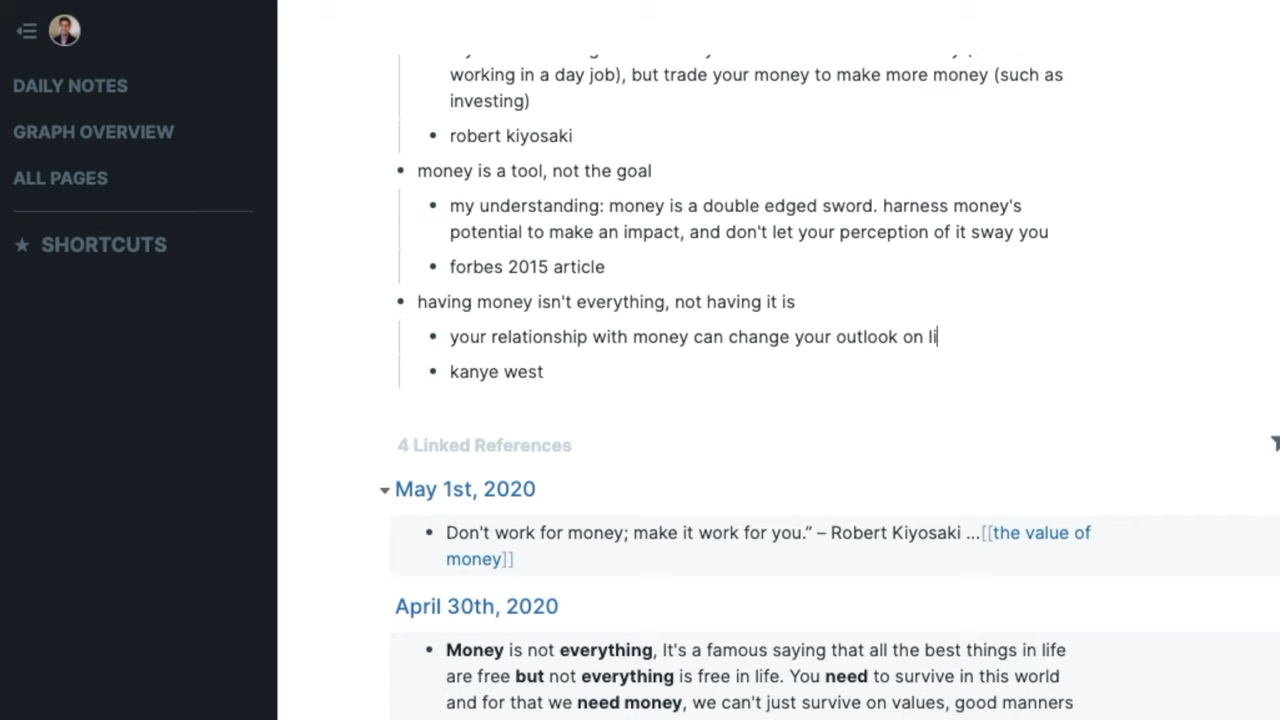 DAILY NOTES
GRAPH OVERVIEW
ALL PAGES
★ SHORTCUTS
working in a day job), but trade your money to make more money (such as
investing)
• robert kiyosaki
• money is a tool, not the goal
• my understanding: money is a double edged sword. harness money's
potential to make an impact, and don't let your perception of it sway you
• forbes 2015 article
• having money isn't everything, not having it is
• your relationship with money can change your outlook on li
• kanye west
4 Linked References
May 1st, 2020
• Don't work for money; make it work for you.” – Robert Kiyosaki ...[[the value of
money]]
April 30th, 2020
• Money is not everything, It's a famous saying that all the best things in life
are free but not everything is free in life. You need to survive in this world
and for that we need money, we can't just survive on values, good manners